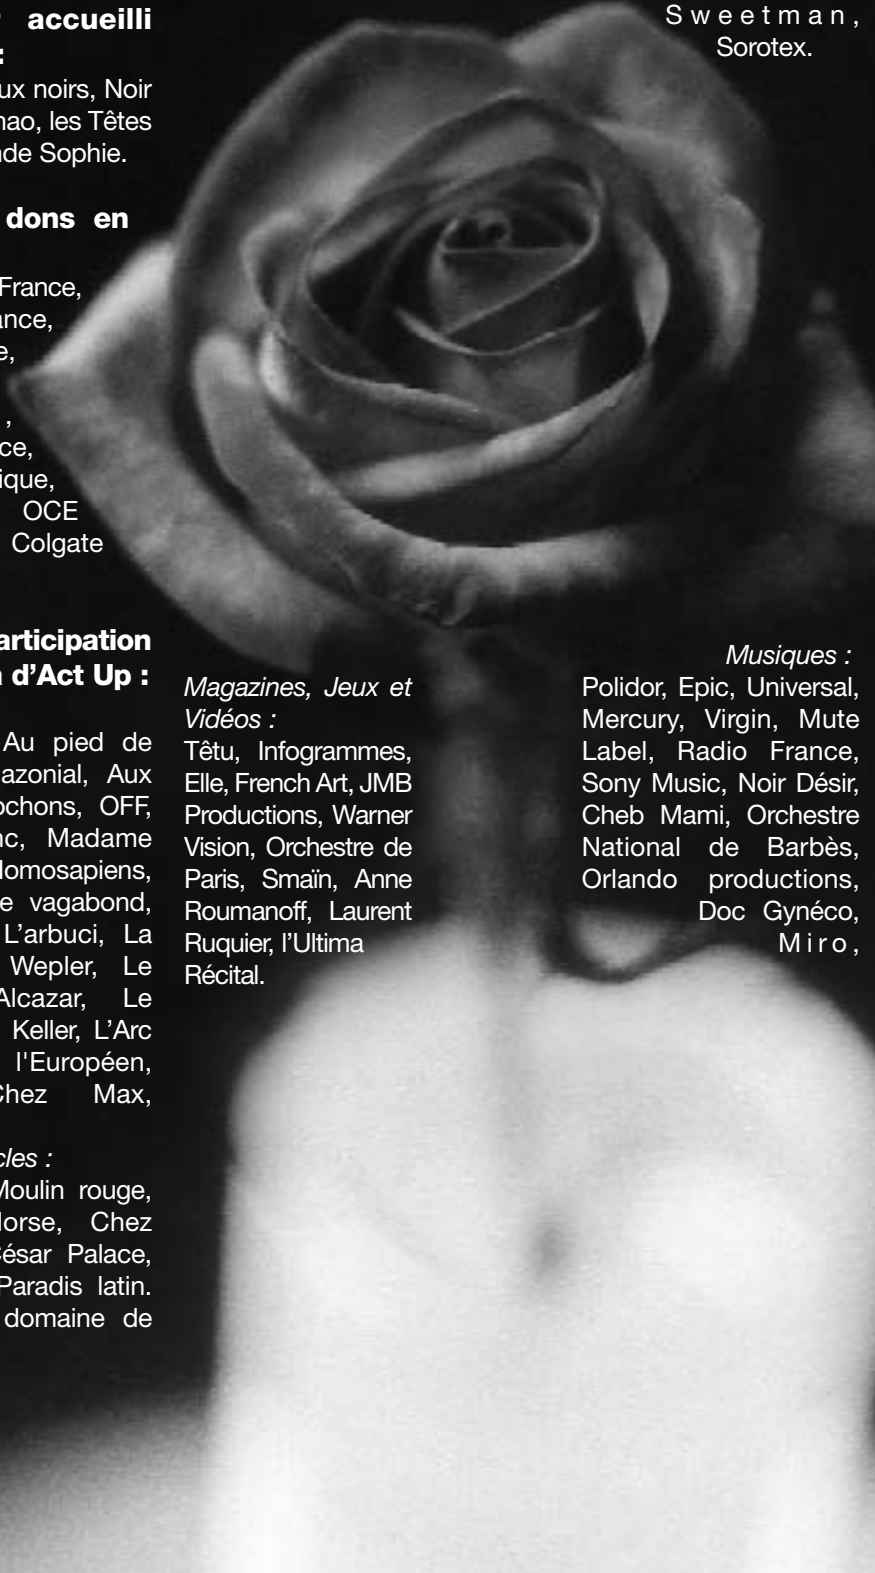 accueilli
:
ux noirs, Noir
nao, les Têtes
nde Sophie.
dons en
France,
ance,
e,
,
ce,
ique,
OCE
Colgate
articipation
d’Act Up :
Au pied de
azonial, Aux
ochons, OFF,
nc, Madame
Homosapiens,
e vagabond,
L’arbuci, La
Wepler, Le
Alcazar, Le
Keller, L’Arc
l'Européen,
Chez Max,
cles :
Moulin rouge,
Horse, Chez
César Palace,
Paradis latin.
domaine de
Magazines, Jeux et
Vidéos :
Têtu, Infogrammes,
Elle, French Art, JMB
Productions, Warner
Vision, Orchestre de
Paris, Smaïn, Anne
Roumanoff, Laurent
Ruquier, l’Ultima
Récital.
Sweetman,
Sorotex.
Musiques :
Polidor, Epic, Universal,
Mercury, Virgin, Mute
Label, Radio France,
Sony Music, Noir Désir,
Cheb Mami, Orchestre
National de Barbès,
Orlando productions,
Doc Gynéco,
Miro,